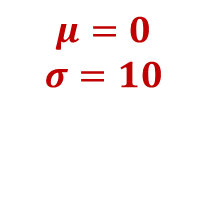 μ = 0
σ = 10